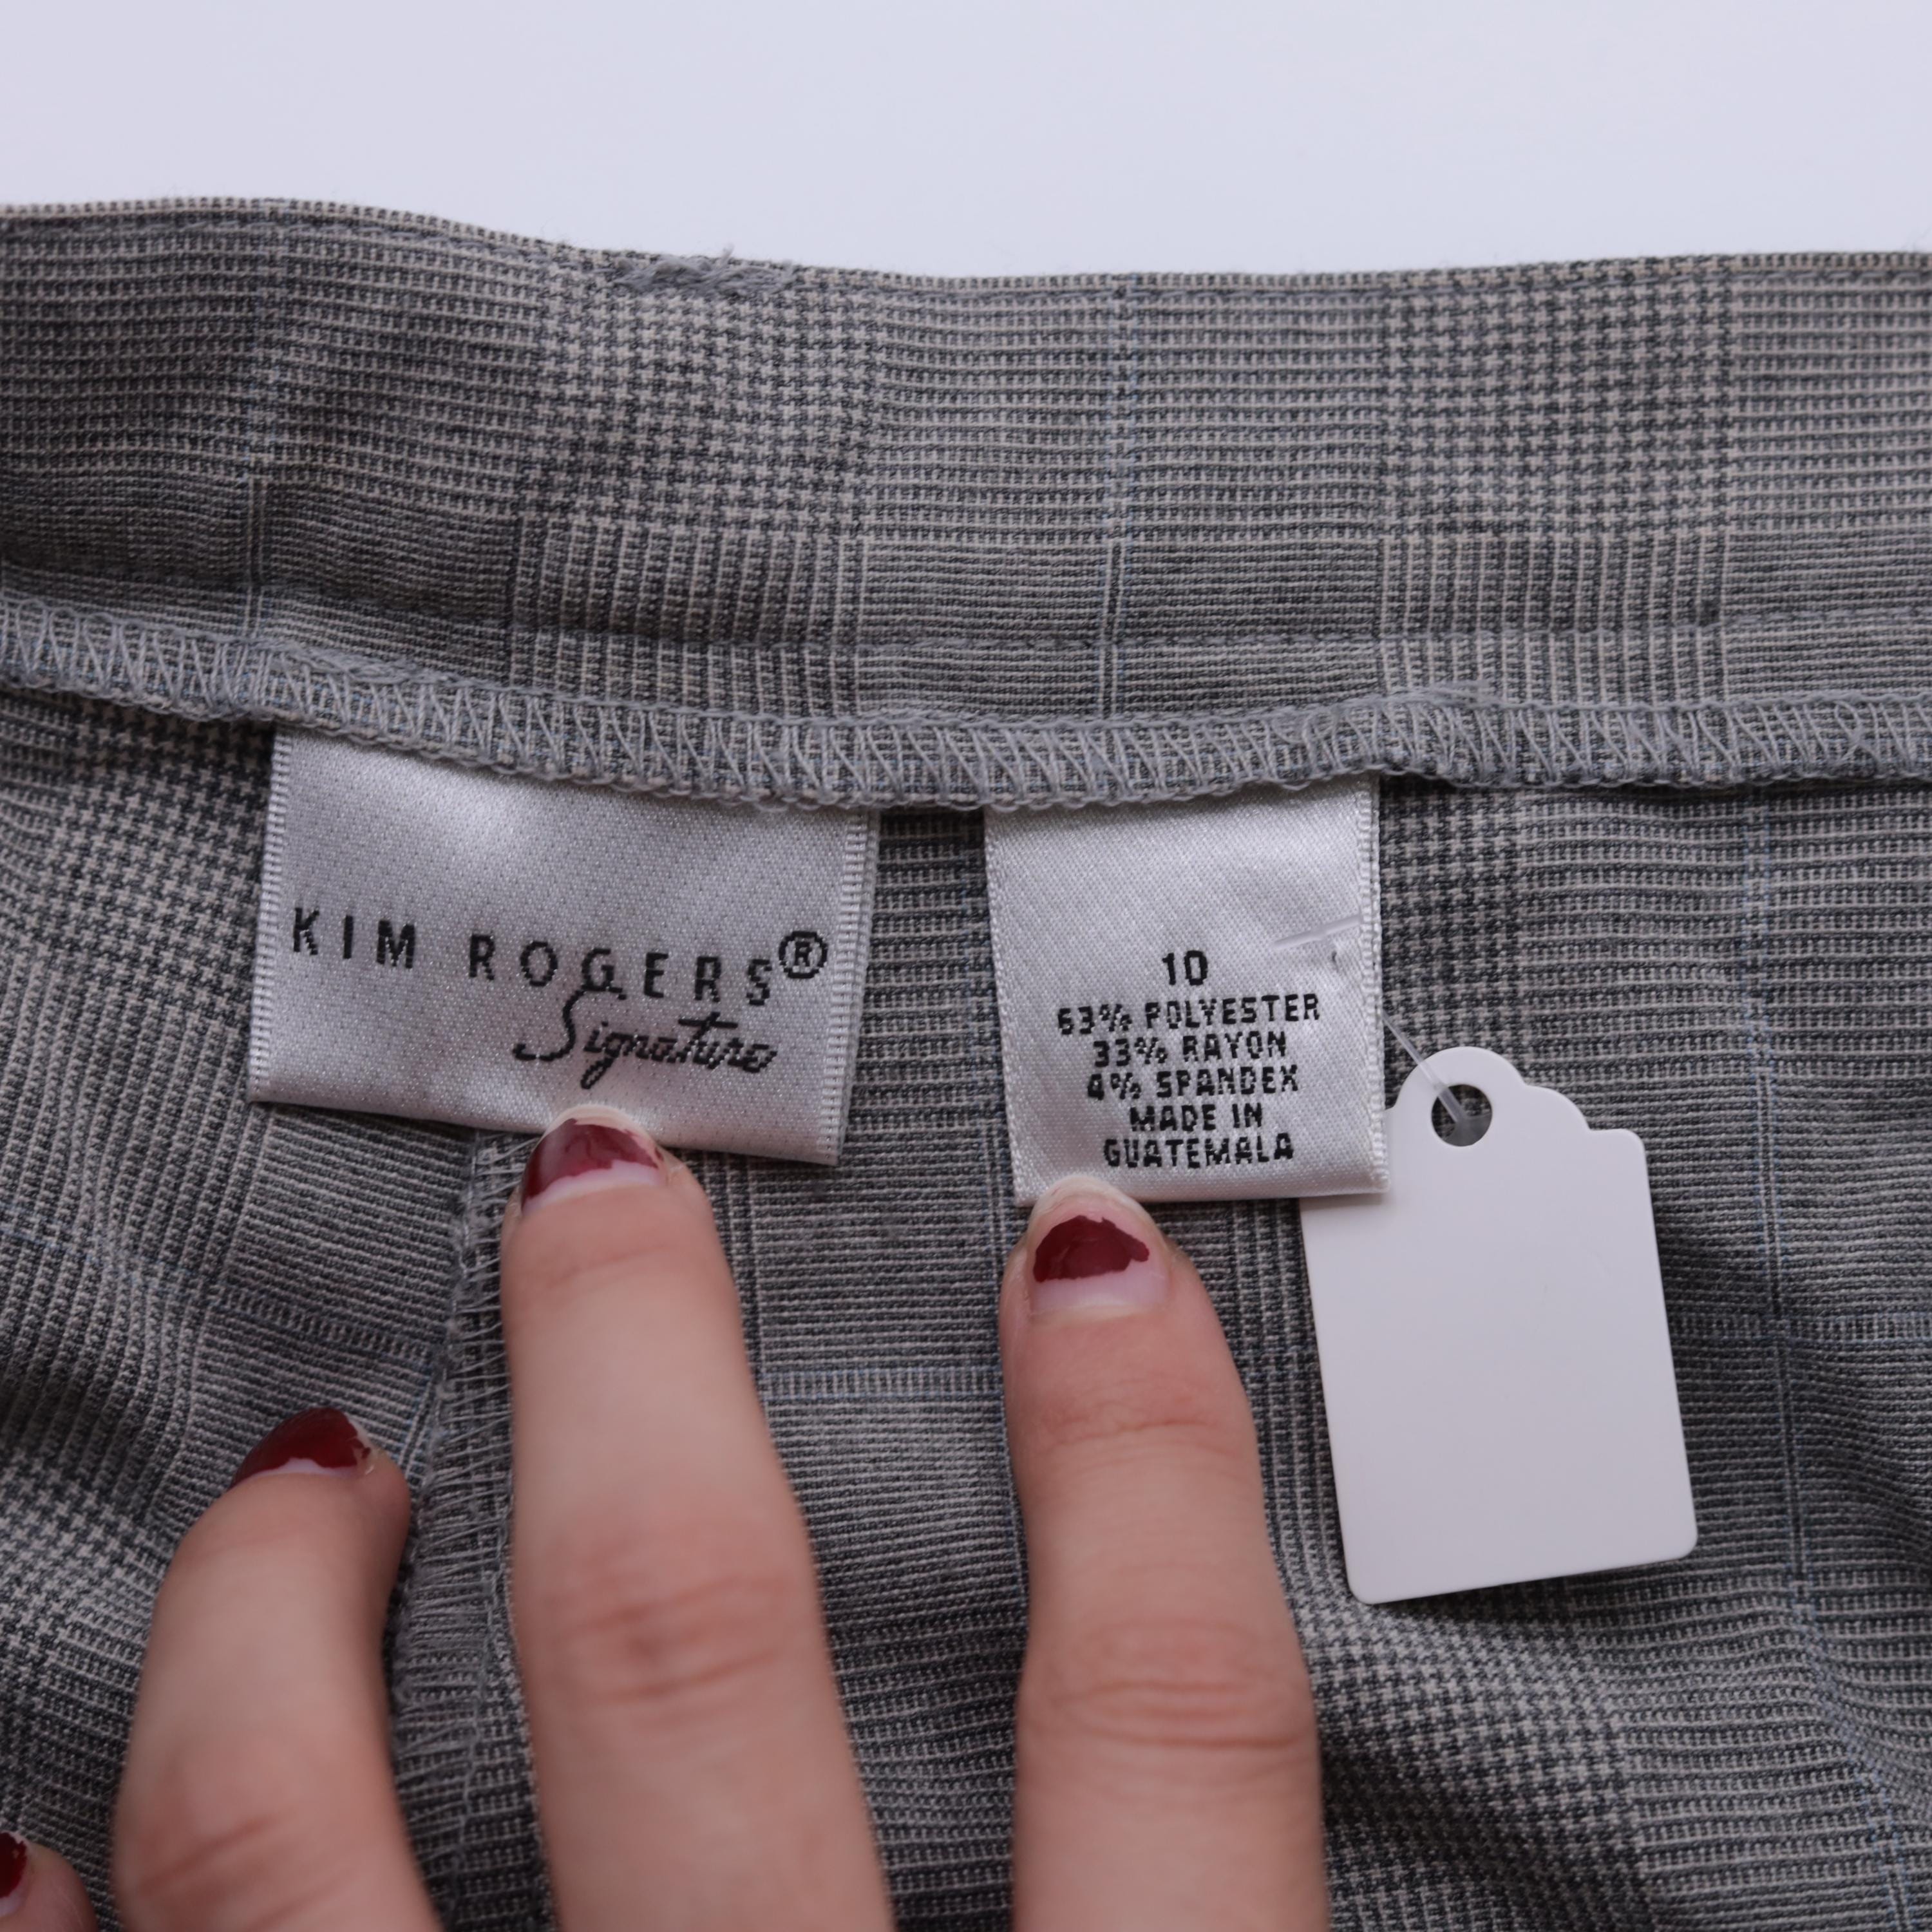 KIM ROGERS®
Signature
10
63% POLYESTER
33% RAYON
4% SPANDEX
MADE IN
GUATEMALA